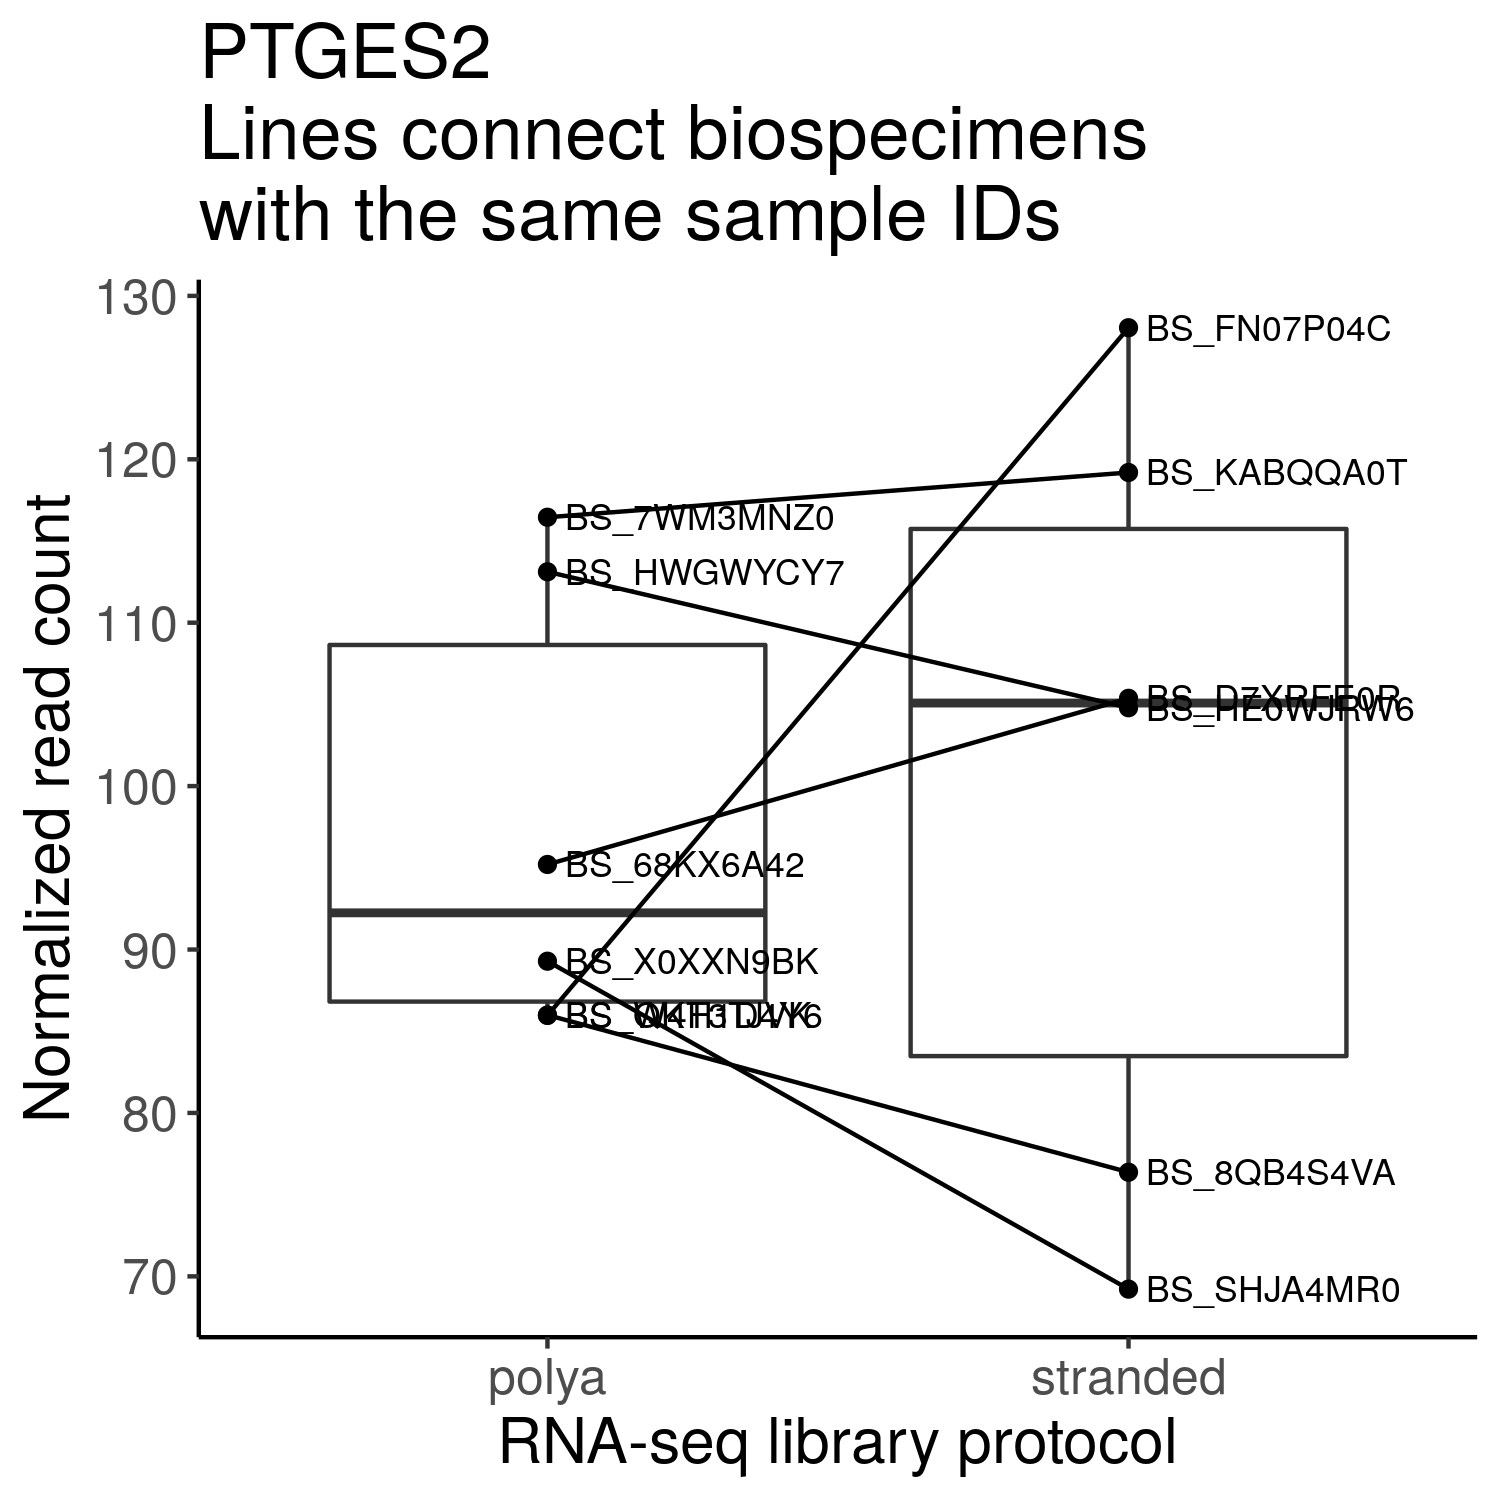 PTGES2
Lines connect biospecimens
with the same sample IDs
Normalized read count
130
120
110
100
90
80
70
BS_FN07P04C
BS_KABQQA0T
BS_7WM3MNZ0
BS_HWGWYCY7
BS_HE0WJRW6
BS_68KX6A42
BS_X0XXN9BK
BS_8QB4S4VA
BS_SHJA4MR0
polya
stranded
RNA-seq library protocol